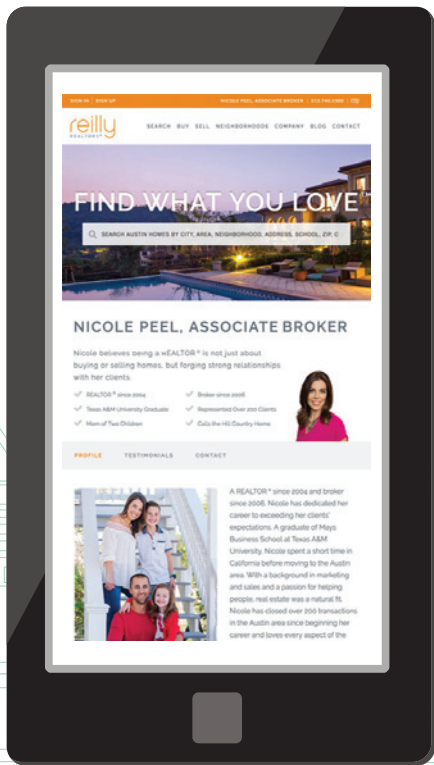 SIGN IN | SIGN UP
NICOLE PEEL, ASSOCIATE BROKER | 512.740.2300 |
reilly
REALTORS®
SEARCH BUY SELL NEIGHBORHOODS COMPANY BLOG CONTACT
FIND WHAT YOU LOVE™
SEARCH AUSTIN HOMES BY CITY, AREA, NEIGHBORHOOD, ADDRESS, SCHOOL, ZIP, C
NICOLE PEEL, ASSOCIATE BROKER
Nicole believes being a REALTOR® is not just about
buying or selling homes, but forging strong relationships
with her clients.
REALTOR® since 2004
Broker since 2006
Texas A&M University Graduate
Represented Over 200 Clients
Mom of Two Children
Calls the Hill Country Home
PROFILE TESTIMONIALS CONTACT
A REALTOR® since 2004 and broker
since 2006, Nicole has dedicated her
career to exceeding her clients'
expectations. A graduate of Mays
Business School at Texas A&M
University, Nicole spent a short time in
California before moving to the Austin
area. With a background in marketing
and sales and a passion for helping
people, real estate was a natural fit.
Nicole has closed over 200 transactions
in the Austin area since beginning her
career and loves every aspect of the